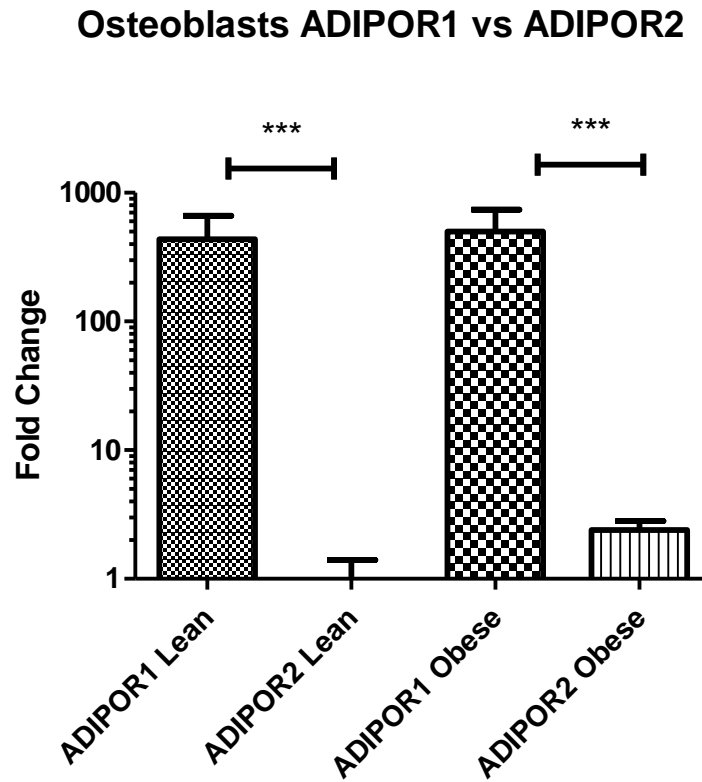 Osteoblasts ADIPOR1 vs ADIPOR2
***
***
1000
100
10
1
Fold Change
ADIPOR1 Lean
ADIPOR2 Lean
ADIPOR1 Obese
ADIPOR2 Obese